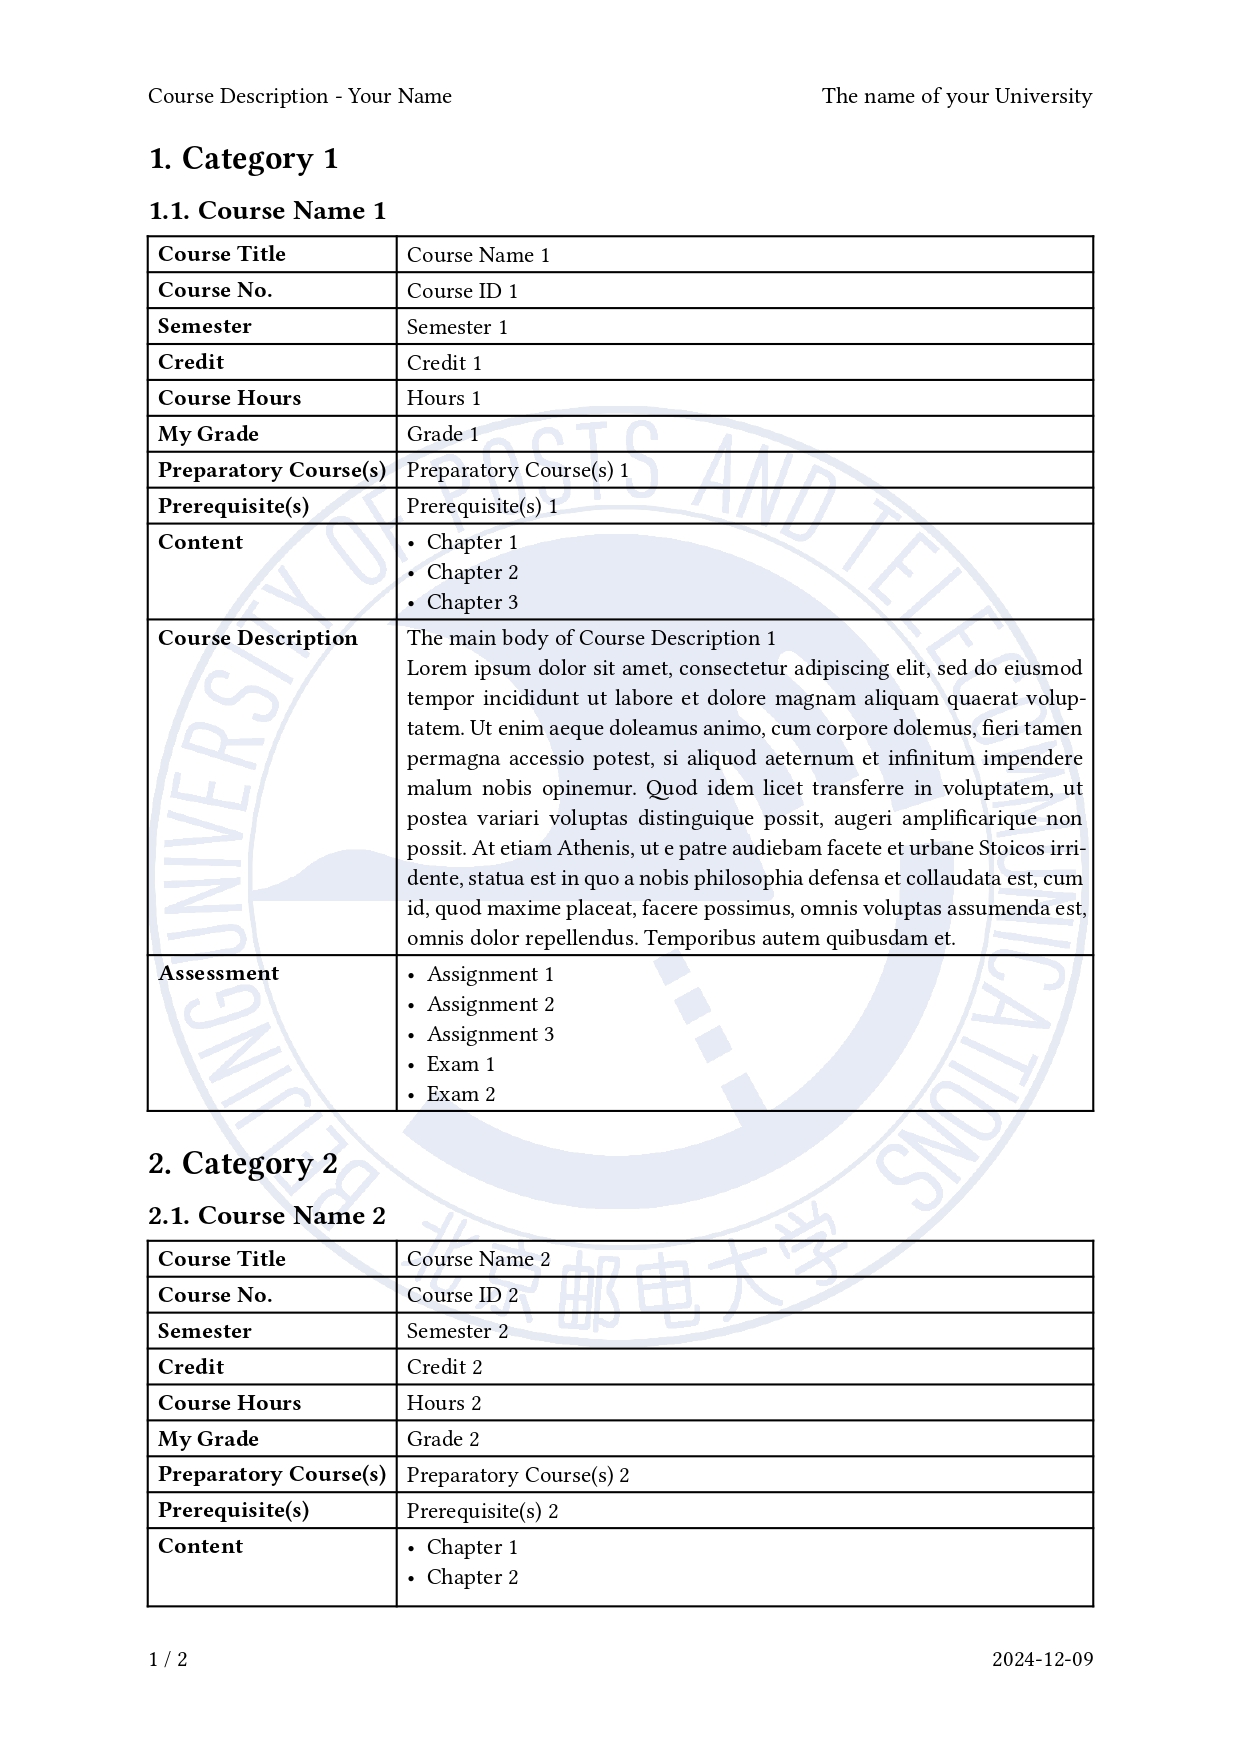 Course Description - Your Name The name of your University
1. Category 1
1.1. Course Name 1
Course Title Course Name 1
Course No. Course ID 1
Semester Semester 1
Credit Credit 1
Course Hours Hours 1
My Grade Grade 1
Preparatory Course(s) Preparatory Course(s) 1
Prerequisite(s) Prerequisite(s) 1
Content • Chapter 1
• Chapter 2
• Chapter 3
Course Description The main body of Course Description 1
Lorem ipsum dolor sit amet, consectetur adipiscing elit, sed do eiusmod
tempor incididunt ut labore et dolore magnam aliquam quaerat volup-
tatem. Ut enim aeque doleamus animo, cum corpore dolemus, fieri tamen
permagna accessio potest, si aliquod aeternum et infinitum impendere
malum nobis opinemur. Quod idem licet transferre in voluptatem, ut
postea variari voluptas distinguique possit, augeri amplificarique non
possit. At etiam Athenis, ut e patre audiebam facete et urbane Stoicos irri-
dente, statua est in quo a nobis philosophia defensa et collaudata est, cum
id, quod maxime placeat, facere possimus, omnis voluptas assumenda est,
omnis dolor repellendus. Temporibus autem quibusdam et.
Assessment • Assignment 1
• Assignment 2
• Assignment 3
• Exam 1
• Exam 2
2. Category 2
2.1. Course Name 2
Course Title Course Name 2
Course No. Course ID 2
Semester Semester 2
Credit Credit 2
Course Hours Hours 2
My Grade Grade 2
Preparatory Course(s) Preparatory Course(s) 2
Prerequisite(s) Prerequisite(s) 2
Content • Chapter 1
• Chapter 2
1 / 2 2024-12-09
BEIJING UNIVERSITY OF POSTS AND TELECOMMUNICATIONS
北京邮电大学